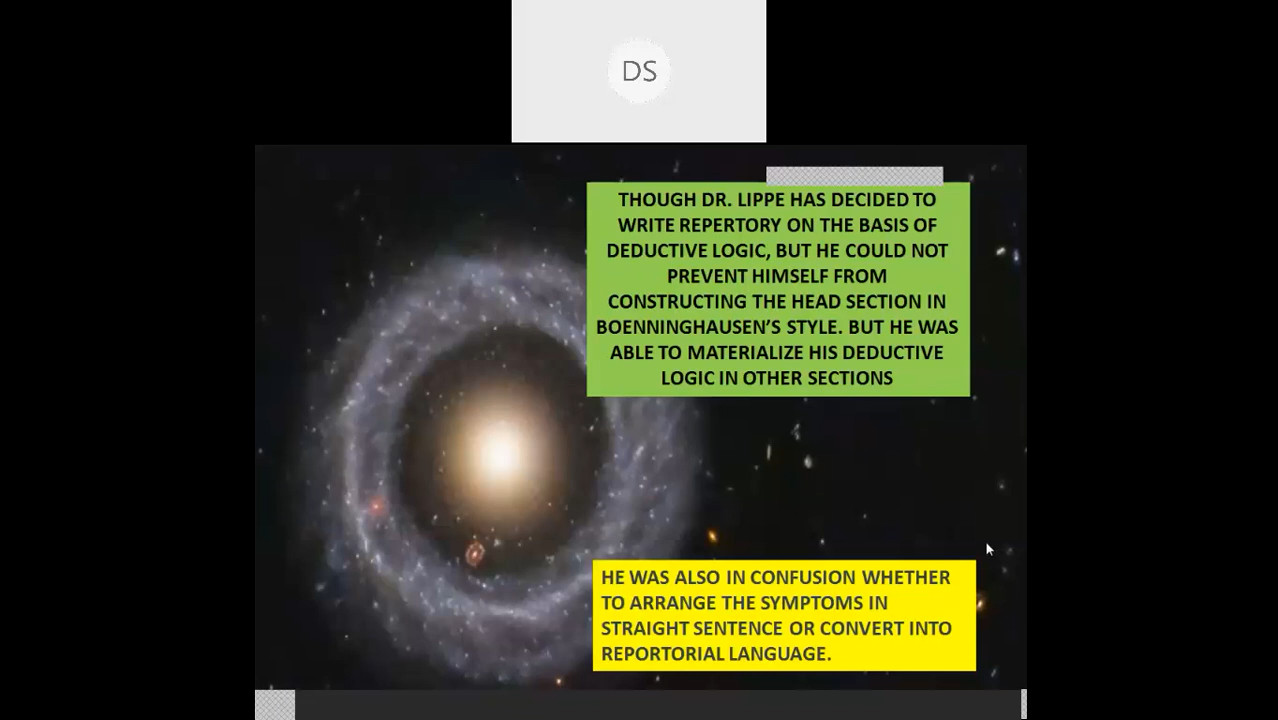 DS
THOUGH DR. LIPPE HAS DECIDED TO
WRITE REPERTORY ON THE BASIS OF
DEDUCTIVE LOGIC, BUT HE COULD NOT
PREVENT HIMSELF FROM
CONSTRUCTING THE HEAD SECTION IN
BOENNINGHAUSEN’S STYLE. BUT HE WAS
ABLE TO MATERIALIZE HIS DEDUCTIVE
LOGIC IN OTHER SECTIONS
HE WAS ALSO IN CONFUSION WHETHER
TO ARRANGE THE SYMPTOMS IN
STRAIGHT SENTENCE OR CONVERT INTO
REPORTORIAL LANGUAGE.